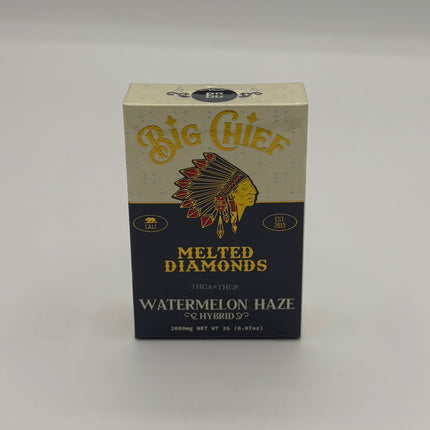 BIG CHIEF
CALI
EST
2013
MELTED
DIAMONDS
THCA+THCP
WATERMELON HAZE
HYBRID
2000mg NET WT 2G (0.07oz)